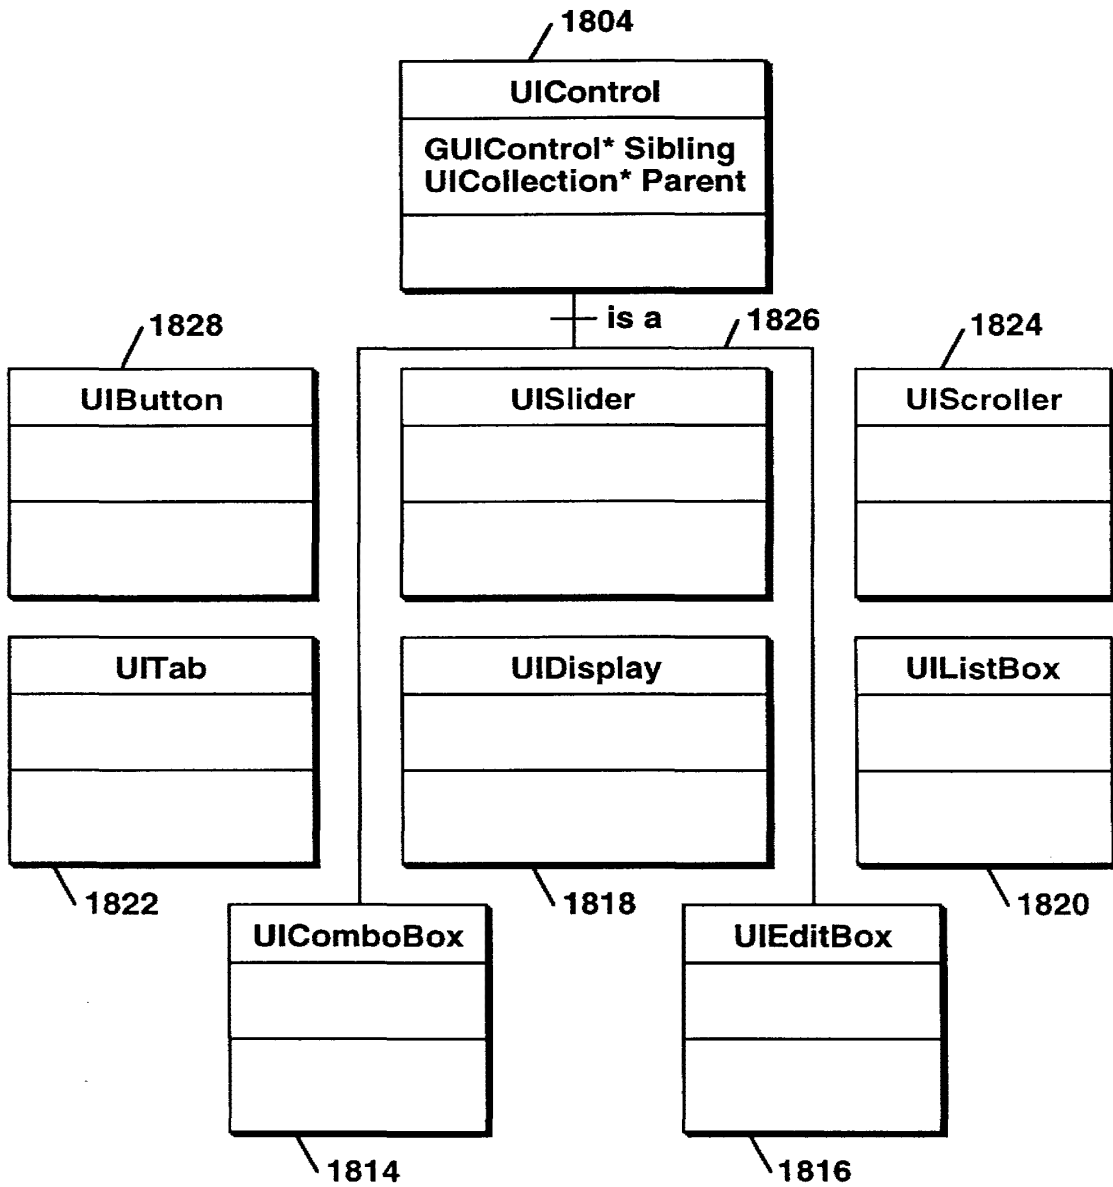 1804
UIControl
GUIControl* Sibling
UICollection* Parent
is a
1828
1826
1824
UIButton
UISlider
UIScroller
UITab
UIDisplay
UIListBox
1822
1818
1820
UIComboBox
UIEditBox
1814
1816